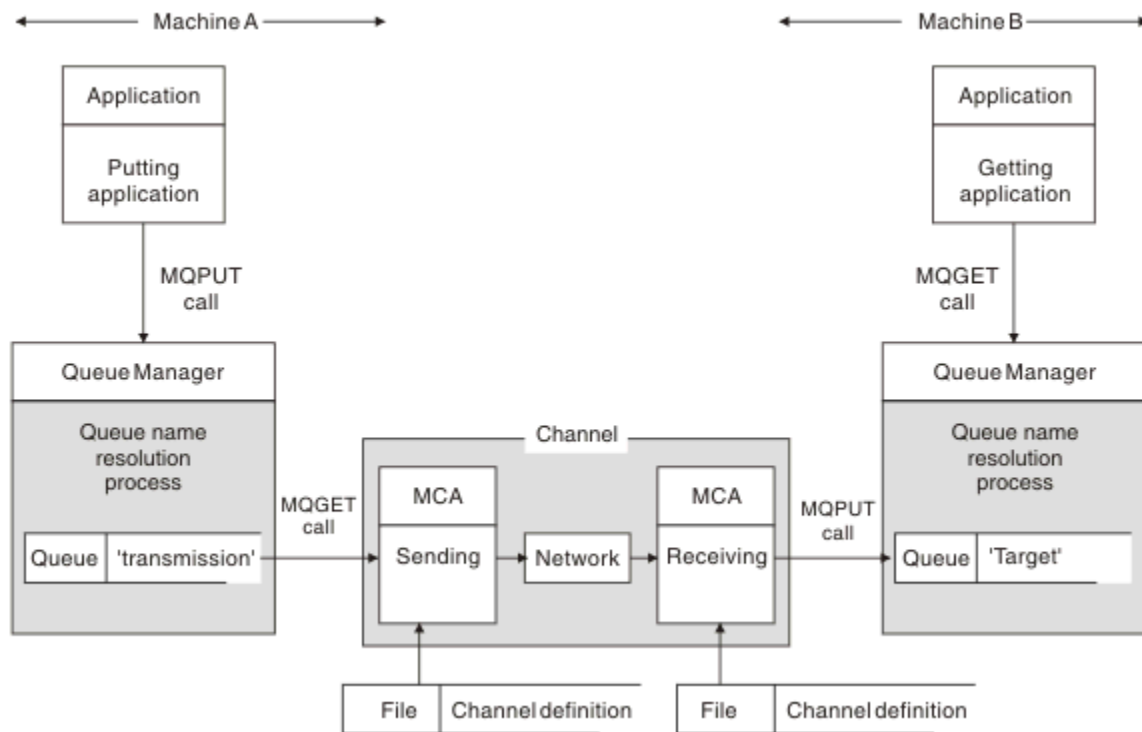 Machine A
Machine B
Application
Putting
application
Application
Getting
application
MQPUT
call
MQGET
call
Queue Manager
Queue name
resolution
process
Queue 'transmission'
MQGET
call
Channel
MCA
Sending
Network
MCA
Receiving
MQPUT
call
Queue Manager
Queue name
resolution
process
Queue 'Target'
File Channel definition
File Channel definition